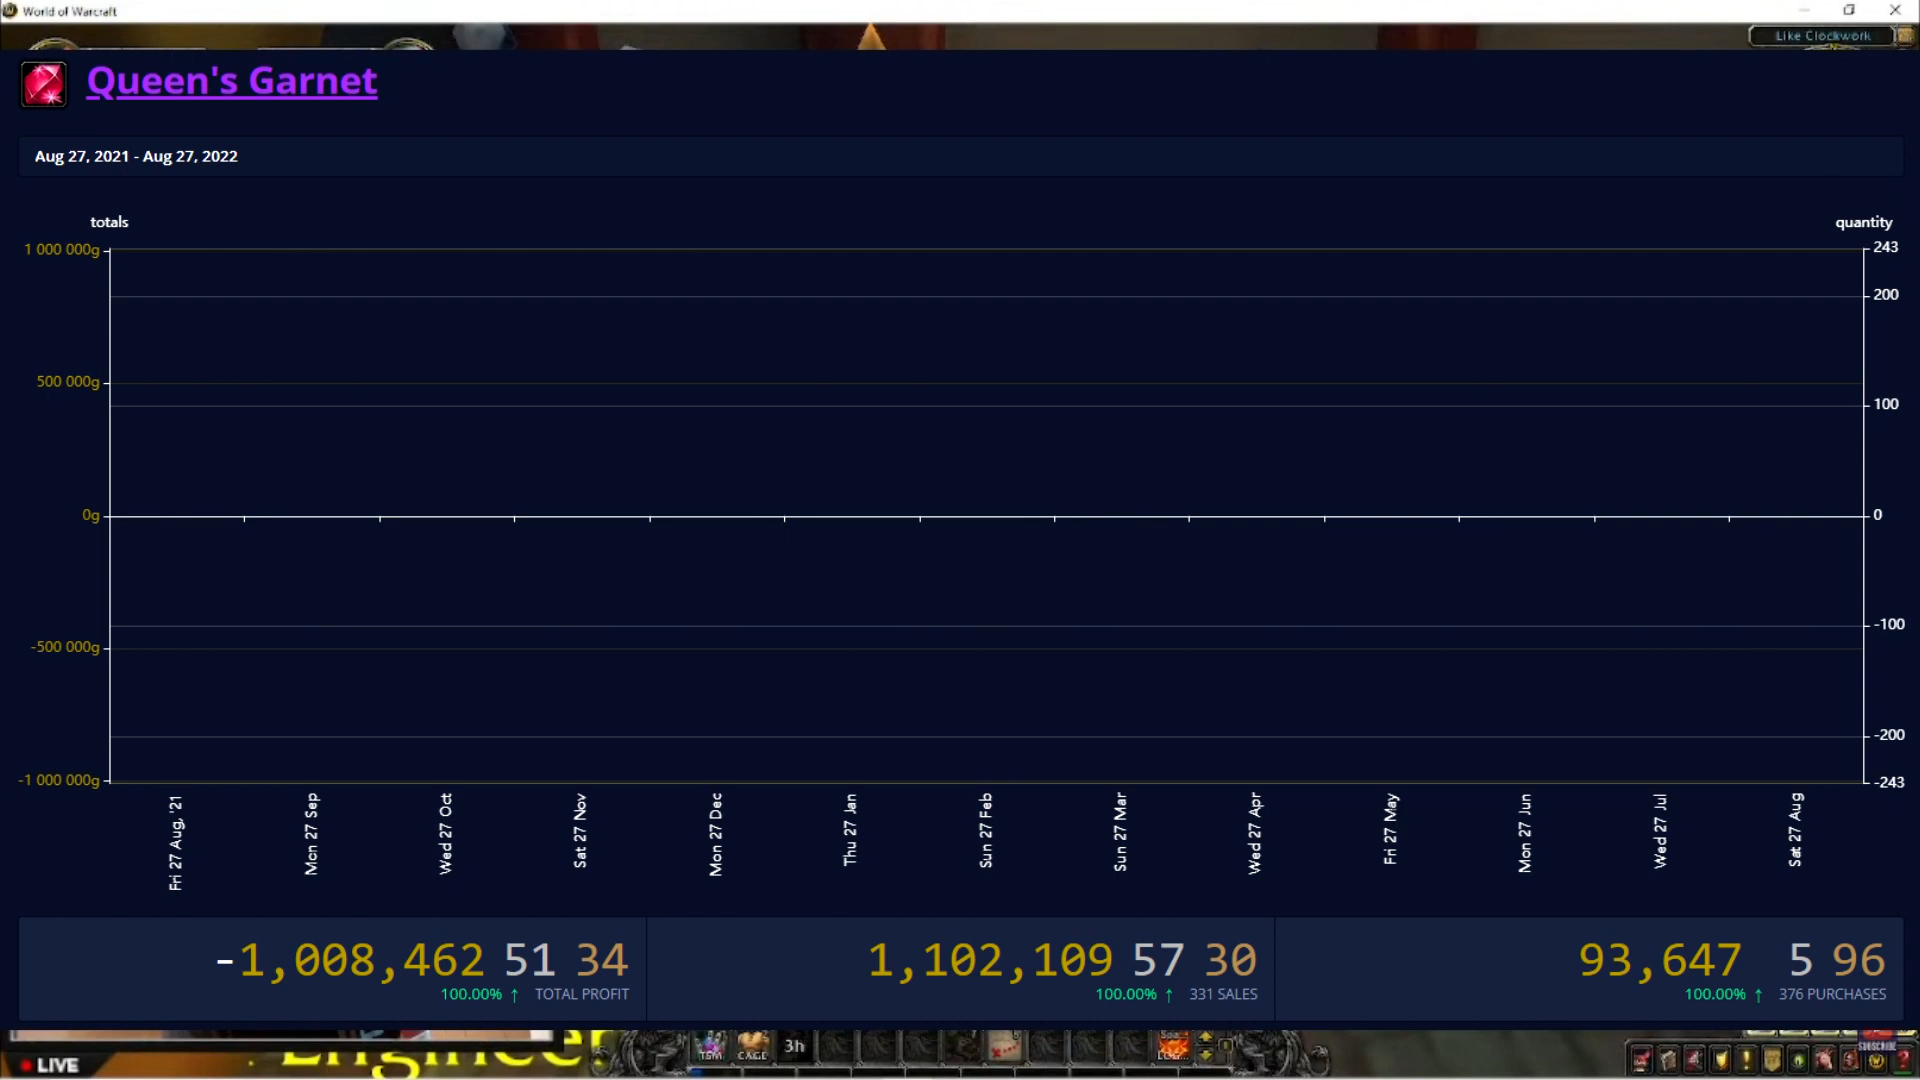 World of Warcraft
Like Clockwork
Queen's Garnet
Aug 27, 2021 - Aug 27, 2022
totals
quantity
1 000 000g
243
200
500 000g
100
0g
0
-100
-500 000g
-200
-1 000 000g
-243
Fri 27 Aug, '21
Mon 27 Sep
Wed 27 Oct
Sat 27 Nov
Mon 27 Dec
Thu 27 Jan
Sun 27 Feb
Sun 27 Mar
Wed 27 Apr
Fri 27 May
Mon 27 Jun
Wed 27 Jul
Sat 27 Aug
-1,008,462 51 34
100.00% ↑ TOTAL PROFIT
1,102,109 57 30
100.00% ↑ 331 SALES
93,647 5 96
100.00% ↑ 376 PURCHASES
LIVE
Engineer
TSM
CAGE
3h
SUBSCRIBE